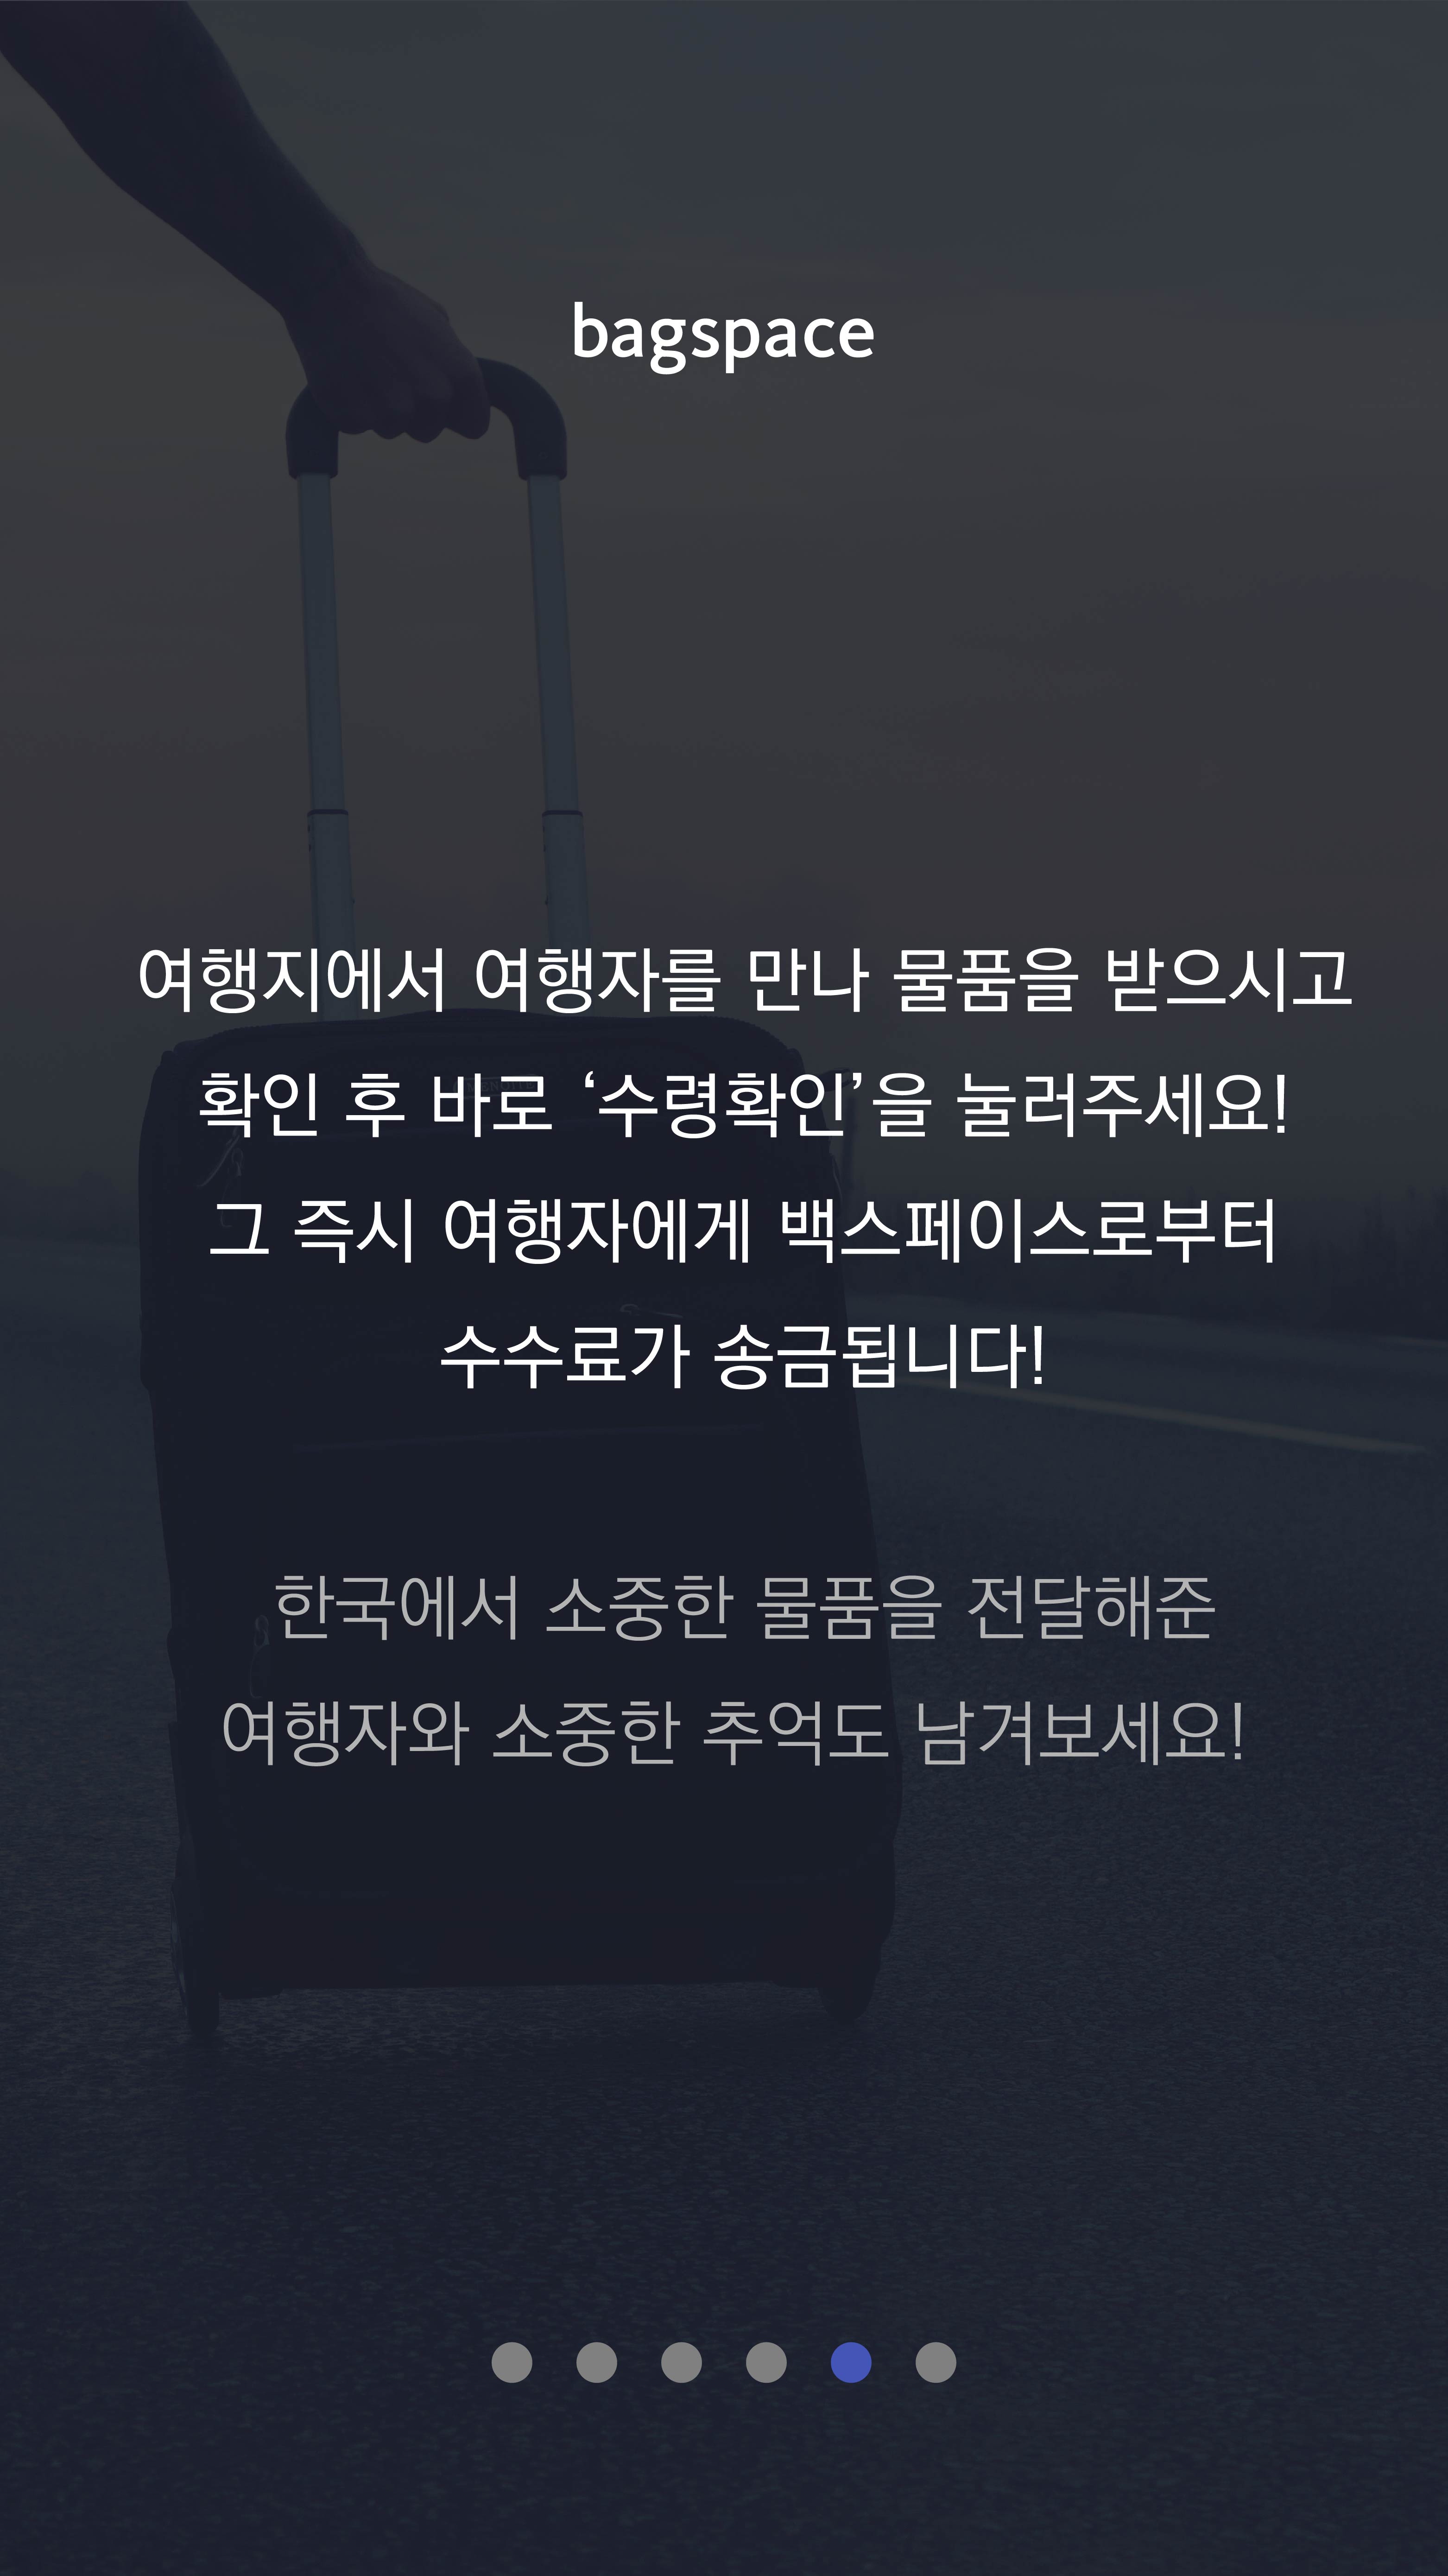 bagspace
여행지에서 여행자를 만나 물품을 받으시고
확인 후 바로 ‘수령확인’을 눌러주세요!
그 즉시 여행자에게 백스페이스로부터
수수료가 송금됩니다!
한국에서 소중한 물품을 전달해준
여행자와 소중한 추억도 남겨보세요!